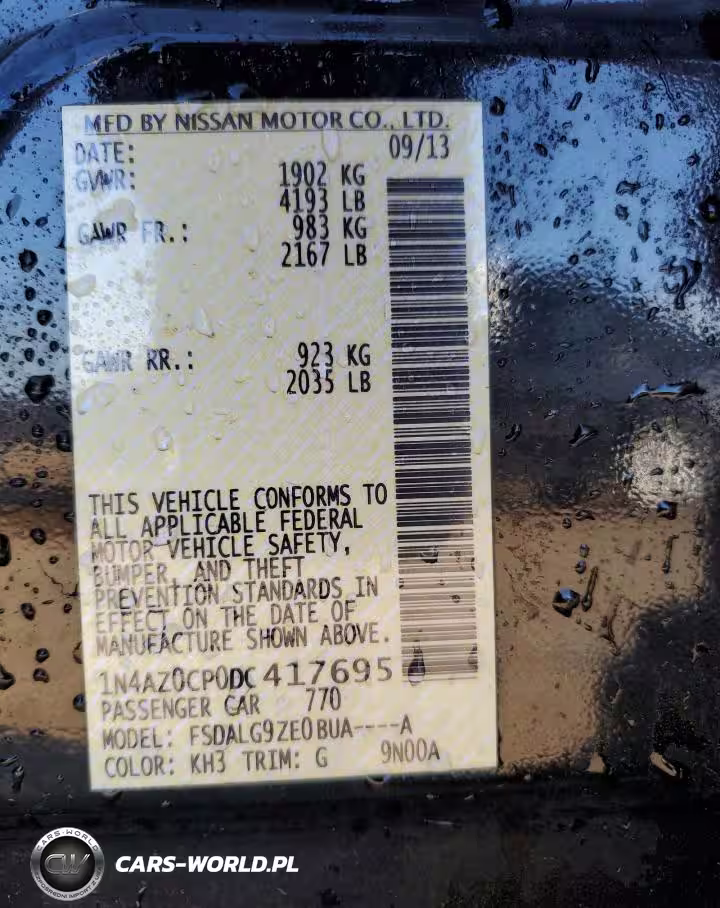 MFD BY NISSAN MOTOR CO., LTD.
DATE: 09/13
GVWR: 1902 KG
4193 LB
GAWR FR.: 983 KG
2167 LB
GAWR RR.: 923 KG
2035 LB
THIS VEHICLE CONFORMS TO
ALL APPLICABLE FEDERAL
MOTOR VEHICLE SAFETY,
BUMPER, AND THEFT
PREVENTION STANDARDS IN
EFFECT ON THE DATE OF
MANUFACTURE SHOWN ABOVE.
1N4AZ0CP0DC417695
PASSENGER CAR 770
MODEL: FSDALG9ZE0BUA----A
COLOR: KH3 TRIM: G 9N00A
CARS-WORLD
CW
CARS-WORLD.PL